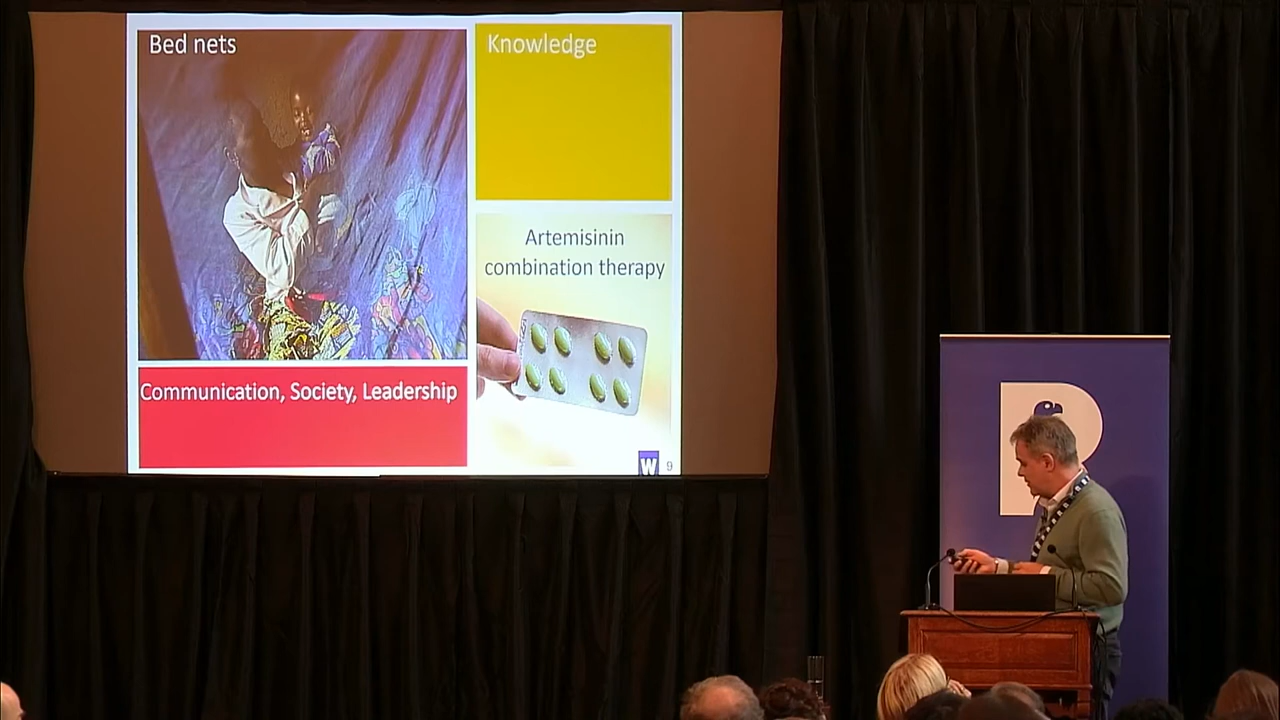 Bed nets
Knowledge
Artemisinin
combination therapy
Communication, Society, Leadership
W 9
P